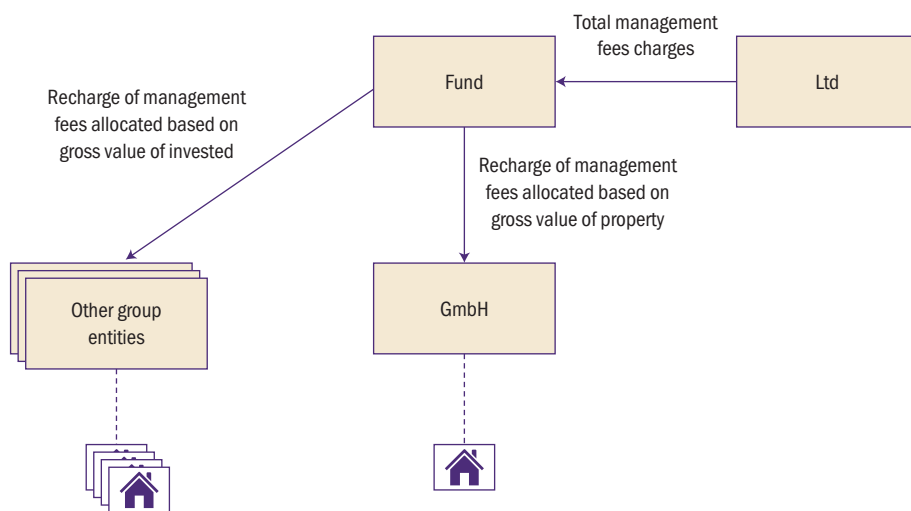 Total management
fees charges
Fund
Ltd
Recharge of management
fees allocated based on
gross value of invested
Recharge of management
fees allocated based on
gross value of property
Other group
entities
GmbH